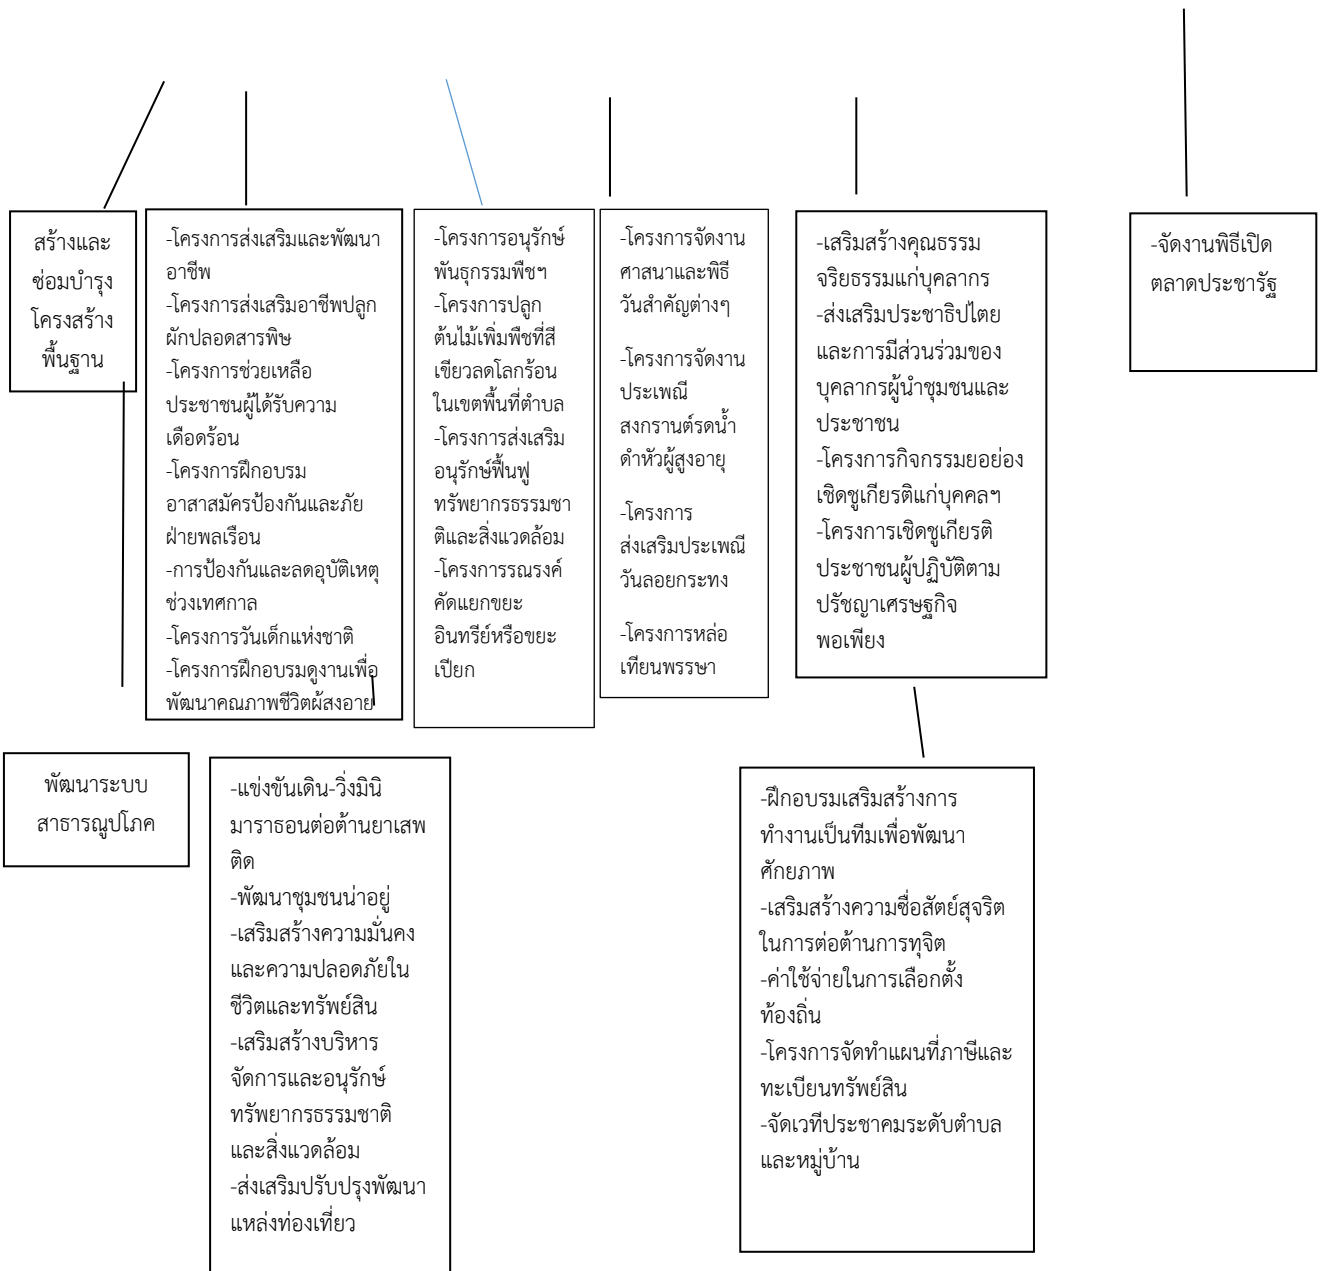 สร้างและ
ซ่อมบำรุง
โครงสร้าง
พื้นฐาน
-โครงการส่งเสริมและพัฒนา
อาชีพ
-โครงการส่งเสริมอาชีพปลูก
ผักปลอดสารพิษ
-โครงการช่วยเหลือ
ประชาชนผู้ได้รับความ
เดือดร้อน
-โครงการฝึกอบรม
อาสาสมัครป้องกันและภัย
ฝ่ายพลเรือน
-การป้องกันและลดอุบัติเหตุ
ช่วงเทศกาล
-โครงการวันเด็กแห่งชาติ
-โครงการฝึกอบรมดูงานเพื่อ
พัฒนาคุณภาพชีวิตผู้สูงอายุ
-โครงการอนุรักษ์
พันธุกรรมพืชฯ
-โครงการปลูก
ต้นไม้เพิ่มพืชที่สี
เขียวลดโลกร้อน
ในเขตพื้นที่ตำบล
-โครงการส่งเสริม
อนุรักษ์ฟื้นฟู
ทรัพยากรธรรมชา
ติและสิ่งแวดล้อม
-โครงการรณรงค์
คัดแยกขยะ
อินทรีย์หรือขยะ
เปียก
-โครงการจัดงาน
ศาสนาและพิธี
วันสำคัญต่างๆ
-โครงการจัดงาน
ประเพณี
สงกรานต์รดน้ำ
ดำหัวผู้สูงอายุ
-โครงการ
ส่งเสริมประเพณี
วันลอยกระทง
-โครงการหล่อ
เทียนพรรษา
-เสริมสร้างคุณธรรม
จริยธรรมแก่บุคลากร
-ส่งเสริมประชาธิปไตย
และการมีส่วนร่วมของ
บุคลากรผู้นำชุมชนและ
ประชาชน
-โครงการกิจกรรมยอย่อง
เชิดชูเกียรติแก่บุคคลฯ
-โครงการเชิดชูเกียรติ
ประชาชนผู้ปฏิบัติตาม
ปรัชญาเศรษฐกิจ
พอเพียง
-จัดงานพิธีเปิด
ตลาดประชารัฐ
พัฒนาระบบ
สาธารณูปโภค
-แข่งขันเดิน-วิ่งมินิ
มาราธอนต่อต้านยาเสพ
ติด
-พัฒนาชุมชนน่าอยู่
-เสริมสร้างความมั่นคง
และความปลอดภัยใน
ชีวิตและทรัพย์สิน
-เสริมสร้างบริหาร
จัดการและอนุรักษ์
ทรัพยากรธรรมชาติ
และสิ่งแวดล้อม
-ส่งเสริมปรับปรุงพัฒนา
แหล่งท่องเที่ยว
-ฝึกอบรมเสริมสร้างการ
ทำงานเป็นทีมเพื่อพัฒนา
ศักยภาพ
-เสริมสร้างความซื่อสัตย์สุจริต
ในการต่อต้านการทุจิต
-ค่าใช้จ่ายในการเลือกตั้ง
ท้องถิ่น
-โครงการจัดทำแผนที่ภาษีและ
ทะเบียนทรัพย์สิน
-จัดเวทีประชาคมระดับตำบล
และหมู่บ้าน